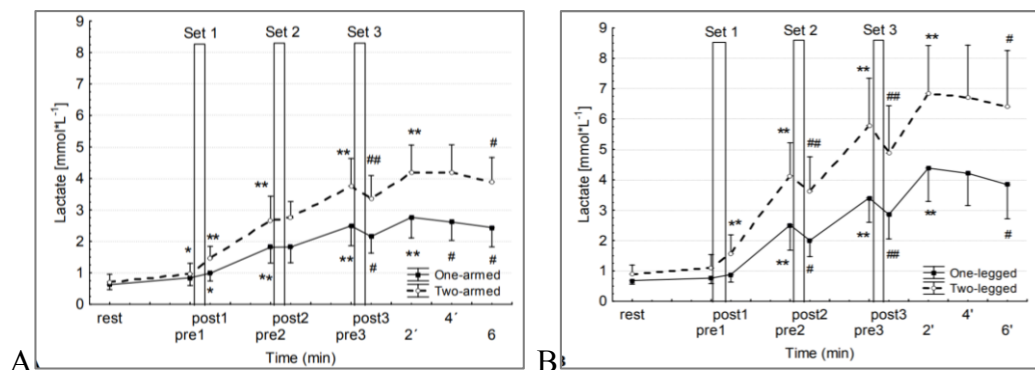 A
Set 1 Set 2 Set 3
9
8
7
6
5
4
3
2
1
0
Lactate [mmol*L⁻¹]
* ** ** ** ## ** #
* ** ** # ** # #
One-armed
Two-armed
rest post1 post2 post3 2´ 4´ 6
pre1 pre2 pre3
Time (min)
B
Set 1 Set 2 Set 3
9
8
7
6
5
4
3
2
1
0
Lactate [mmol*L⁻¹]
** ** ## ** ## ** #
** # ** ## ** #
One-legged
Two-legged
rest post1 post2 post3 2' 4' 6'
pre1 pre2 pre3
Time (min)